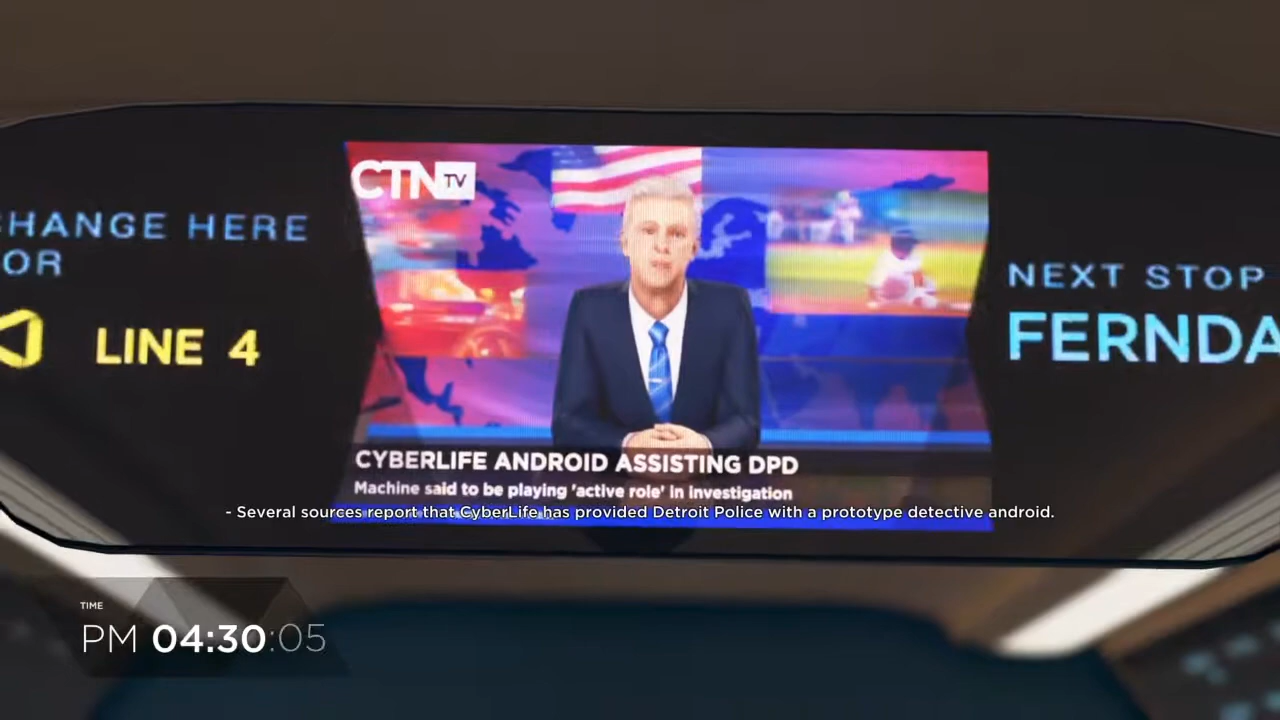 CTN TV
CHANGE HERE
OR
LINE 4
NEXT STOP
FERNDA
CYBERLIFE ANDROID ASSISTING DPD
Machine said to be playing 'active role' in investigation
- Several sources report that CyberLife has provided Detroit Police with a prototype detective android.
TIME
PM 04:30:05